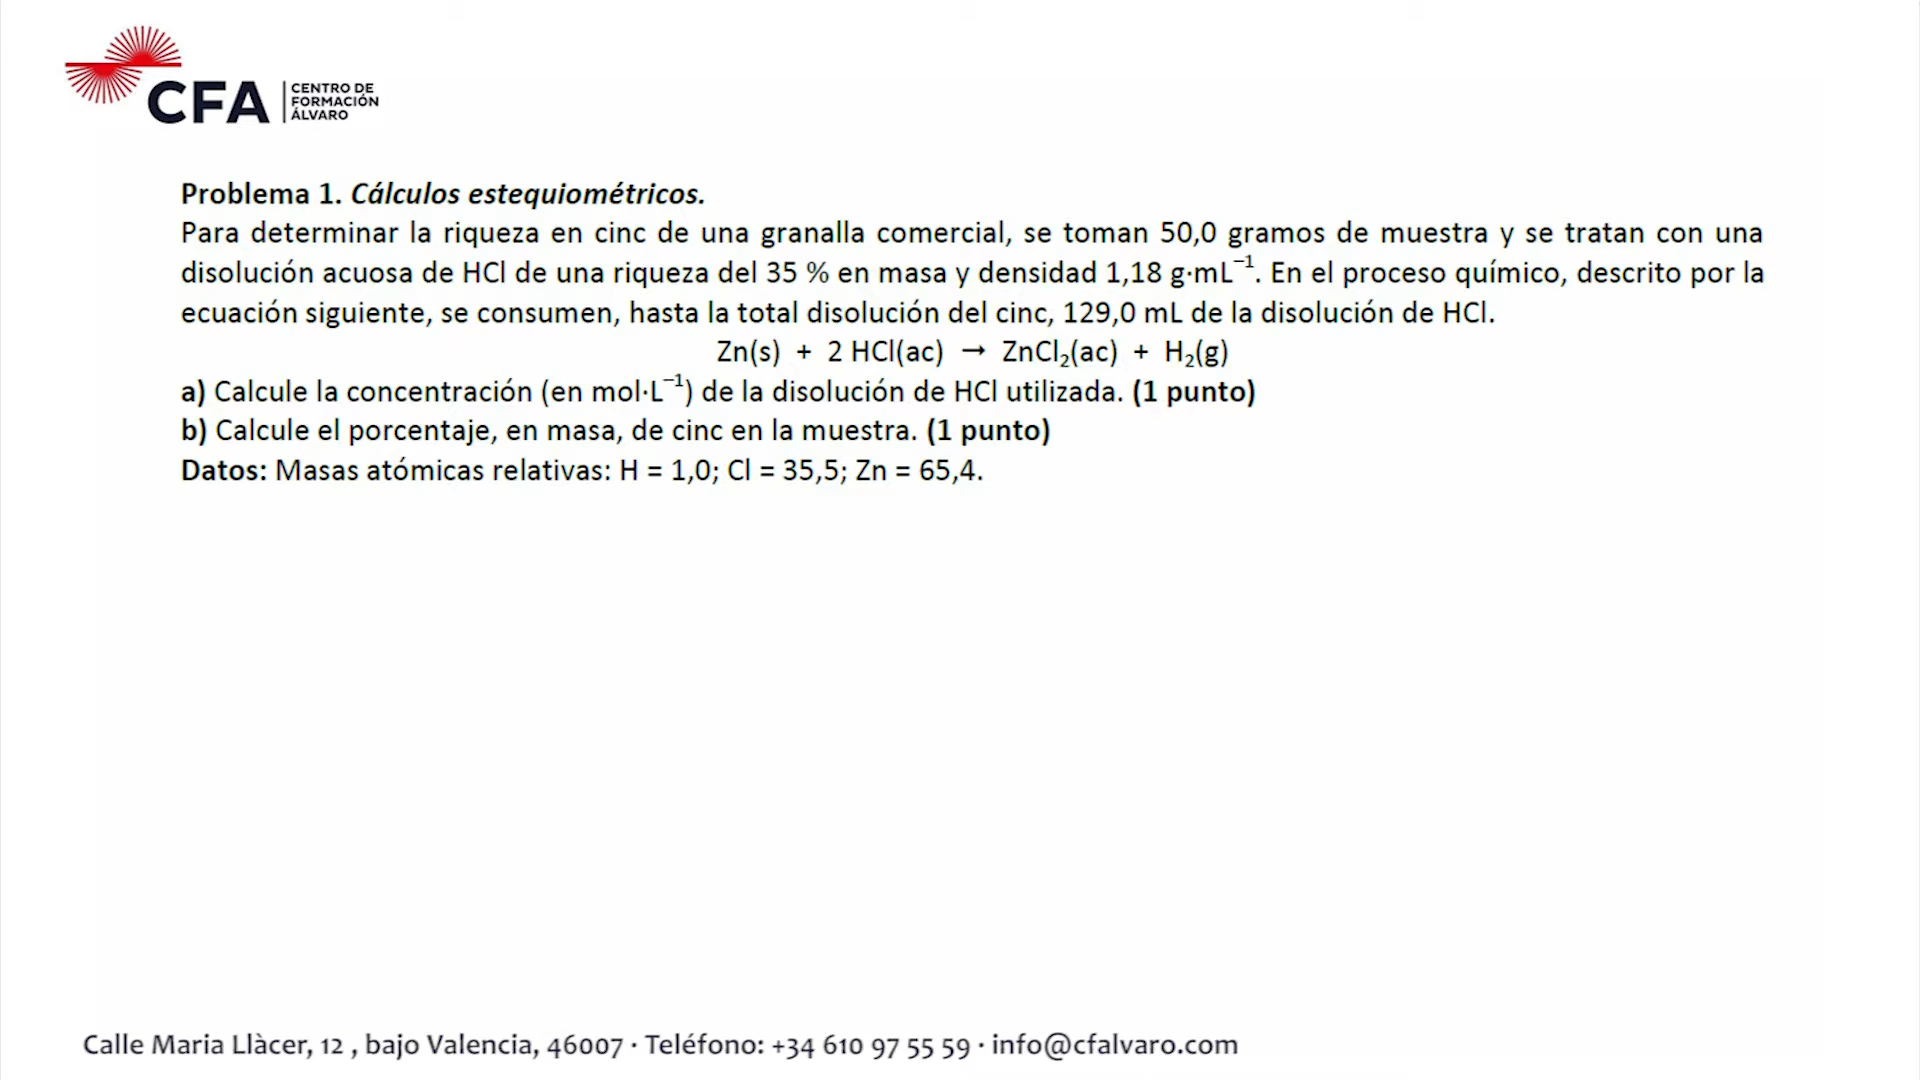 CFA
CENTRO DE
FORMACIÓN
ÁLVARO
Problema 1. Cálculos estequiométricos.
Para determinar la riqueza en cinc de una granalla comercial, se toman 50,0 gramos de muestra y se tratan con una
disolución acuosa de HCl de una riqueza del 35 % en masa y densidad 1,18 g·mL⁻¹. En el proceso químico, descrito por la
ecuación siguiente, se consumen, hasta la total disolución del cinc, 129,0 mL de la disolución de HCl.
Zn(s) + 2 HCl(ac) → ZnCl₂(ac) + H₂(g)
a) Calcule la concentración (en mol·L⁻¹) de la disolución de HCl utilizada. (1 punto)
b) Calcule el porcentaje, en masa, de cinc en la muestra. (1 punto)
Datos: Masas atómicas relativas: H = 1,0; Cl = 35,5; Zn = 65,4.
Calle Maria Llàcer, 12 , bajo Valencia, 46007 · Teléfono: +34 610 97 55 59 · info@cfalvaro.com